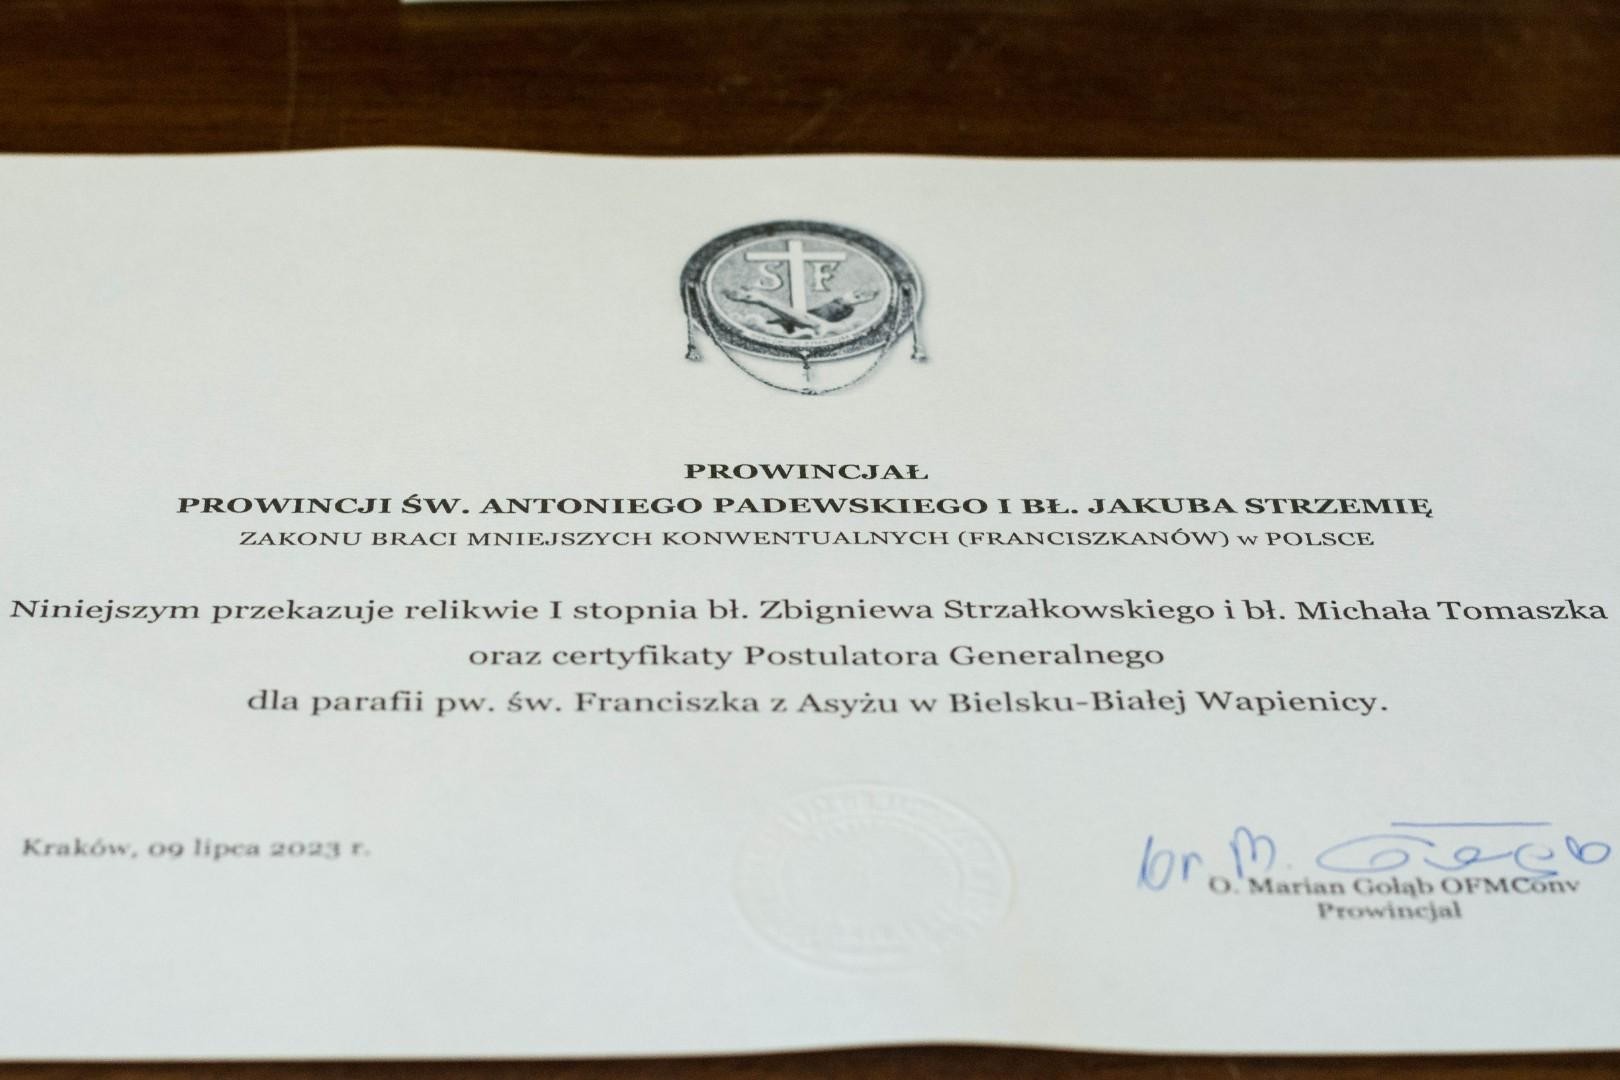 S F
PROWINCJAŁ
PROWINCJI ŚW. ANTONIEGO PADEWSKIEGO I BŁ. JAKUBA STRZEMIĘ
ZAKONU BRACI MNIEJSZYCH KONWENTUALNYCH (FRANCISZKANÓW) w POLSCE
Niniejszym przekazuje relikwie I stopnia bł. Zbigniewa Strzałkowskiego i bł. Michała Tomaszka
oraz certyfikaty Postulatora Generalnego
dla parafii pw. św. Franciszka z Asyżu w Bielsku-Białej Wapienicy.
Kraków, 09 lipca 2023 r.
br. M. Gołąb
O. Marian Gołąb OFMConv
Prowincjał